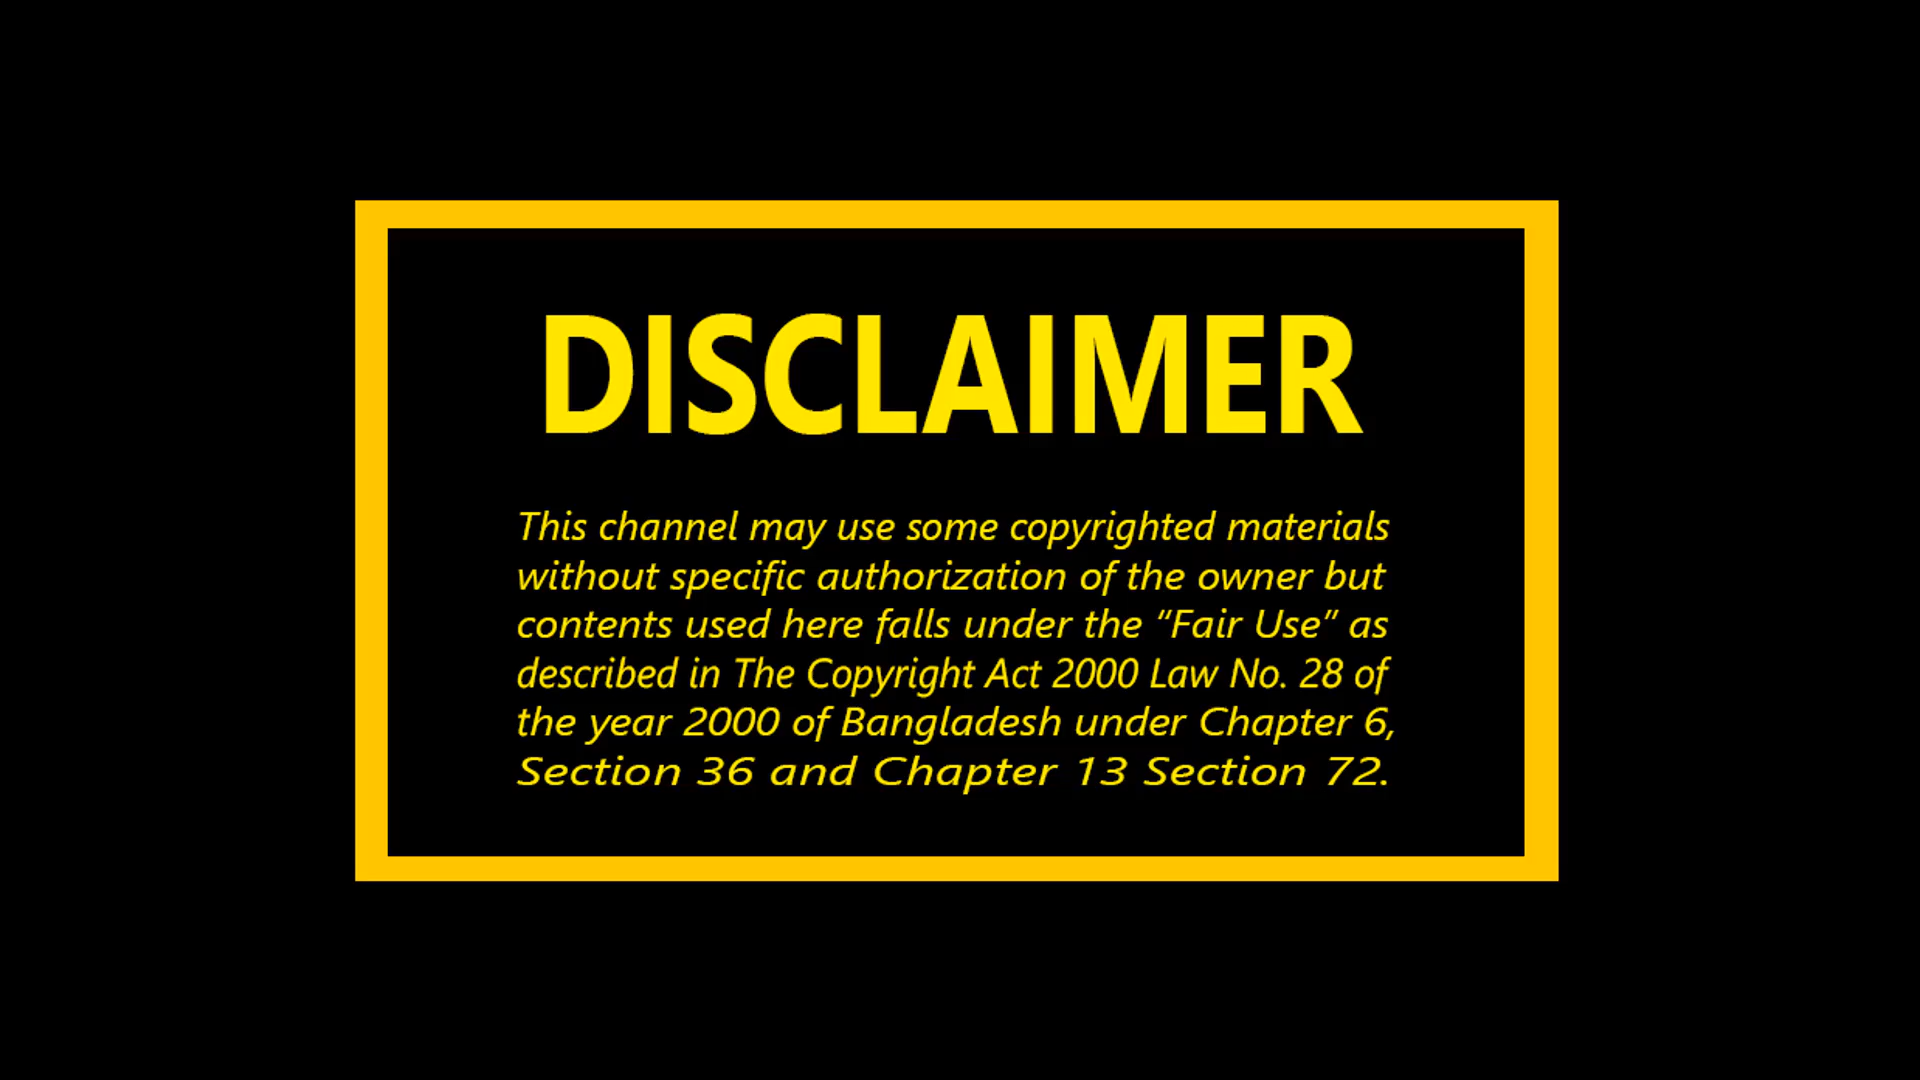 DISCLAIMER
This channel may use some copyrighted materials
without specific authorization of the owner but
contents used here falls under the “Fair Use” as
described in The Copyright Act 2000 Law No. 28 of
the year 2000 of Bangladesh under Chapter 6,
Section 36 and Chapter 13 Section 72.